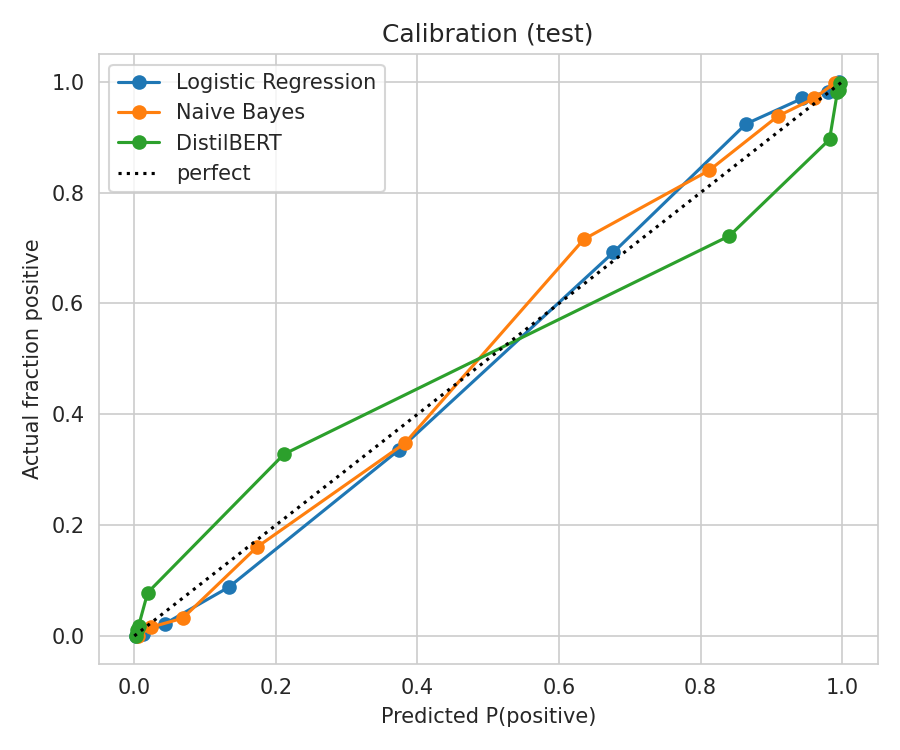 Calibration (test)
Logistic Regression
Naive Bayes
DistilBERT
perfect
1.0
0.8
0.6
0.4
0.2
0.0
Actual fraction positive
0.0 0.2 0.4 0.6 0.8 1.0
Predicted P(positive)